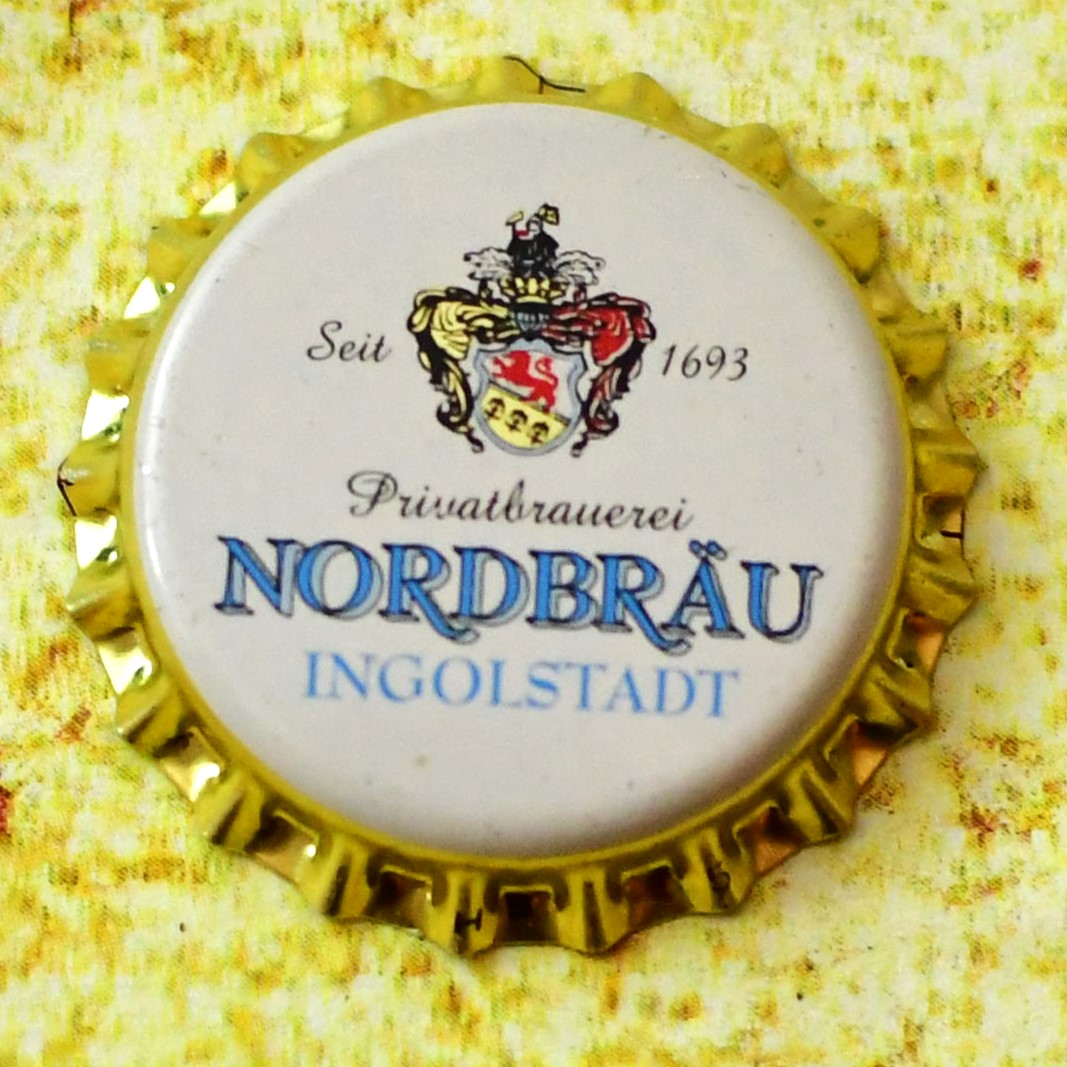 Seit 1693
Privatbrauerei
NORDBRÄU
INGOLSTADT